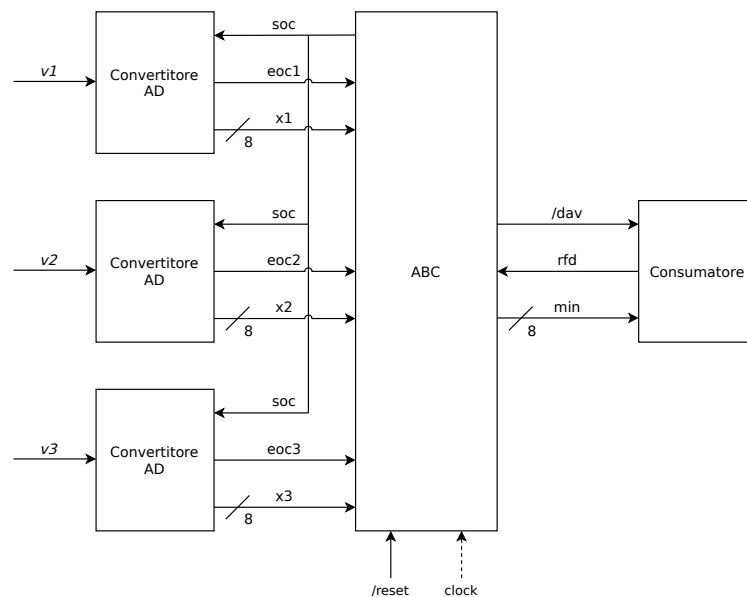 soc
v1
Convertitore
AD
eoc1
x1
8
soc
v2
Convertitore
AD
eoc2
x2
8
soc
v3
Convertitore
AD
eoc3
x3
8
ABC
/dav
rfd
min
8
Consumatore
/reset
clock